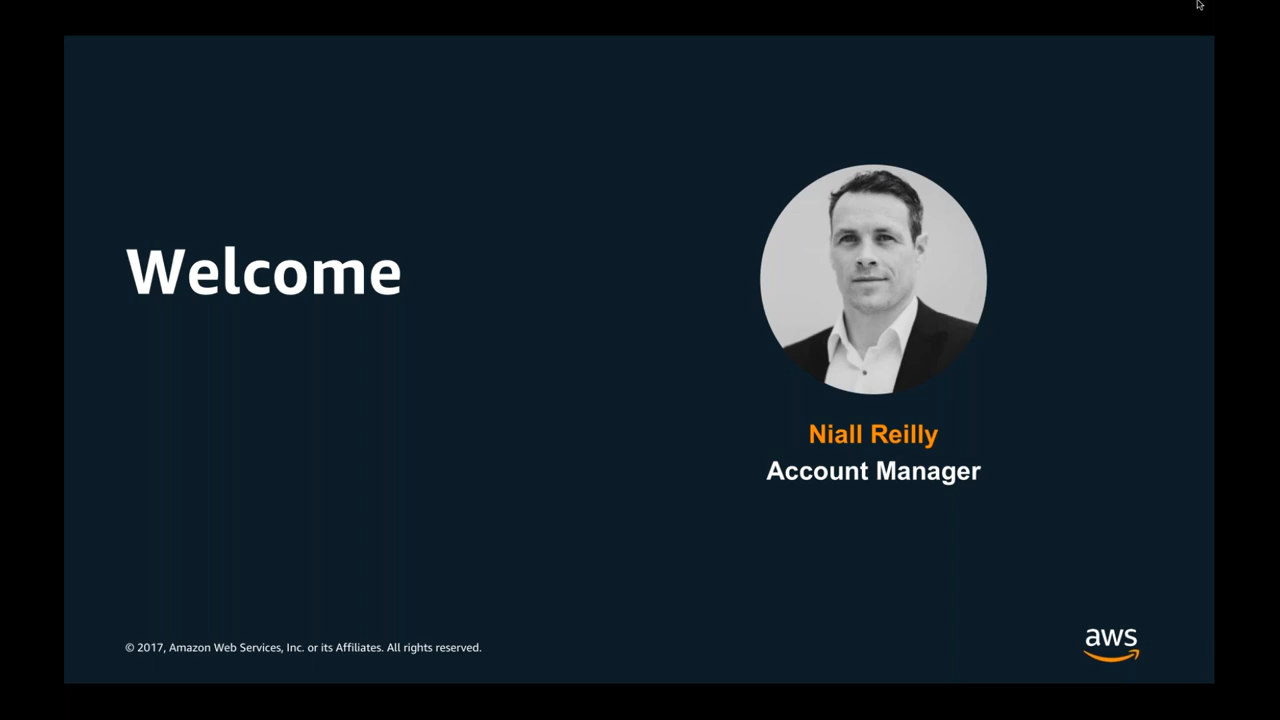 Welcome
Niall Reilly
Account Manager
© 2017, Amazon Web Services, Inc. or its Affiliates. All rights reserved.
aws